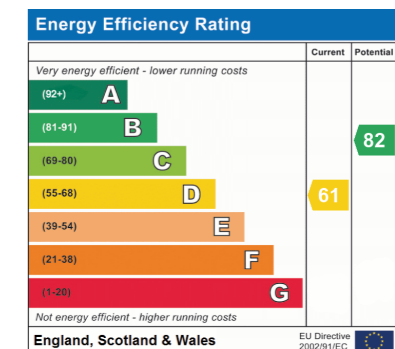 Energy Efficiency Rating
Current Potential
Very energy efficient - lower running costs
(92+) A
(81-91) B
82
(69-80) C
(55-68) D
61
(39-54) E
(21-38) F
(1-20) G
Not energy efficient - higher running costs
England, Scotland & Wales
EU Directive
2002/91/EC